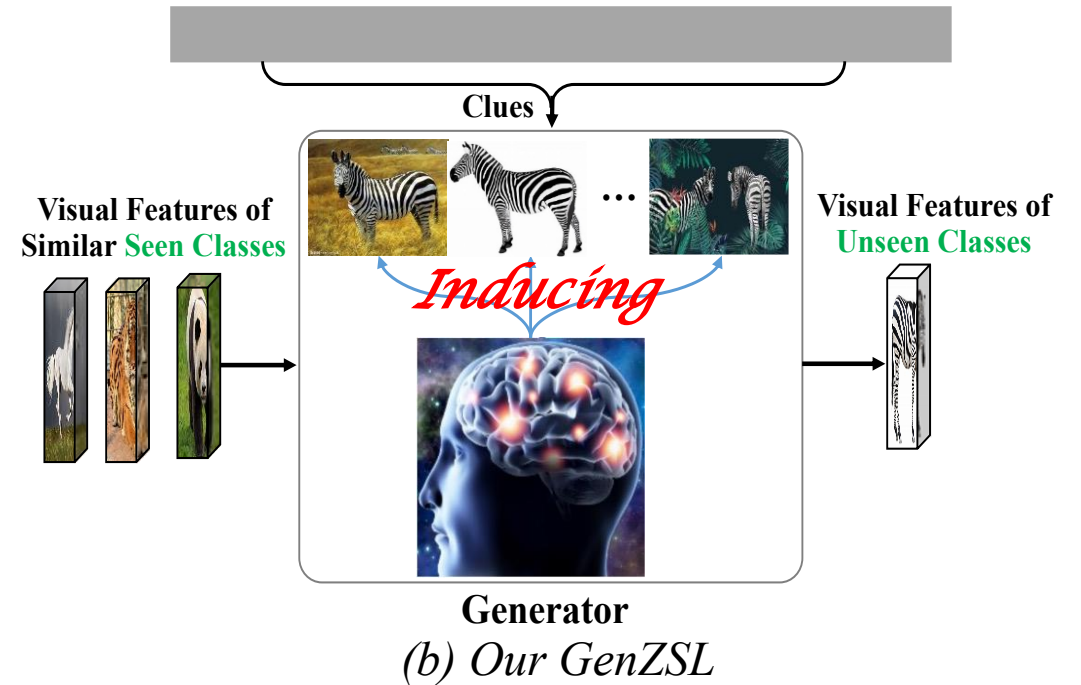 Clues
Visual Features of
Similar Seen Classes
...
Visual Features of
Unseen Classes
Inducing
Generator
(b) Our GenZSL